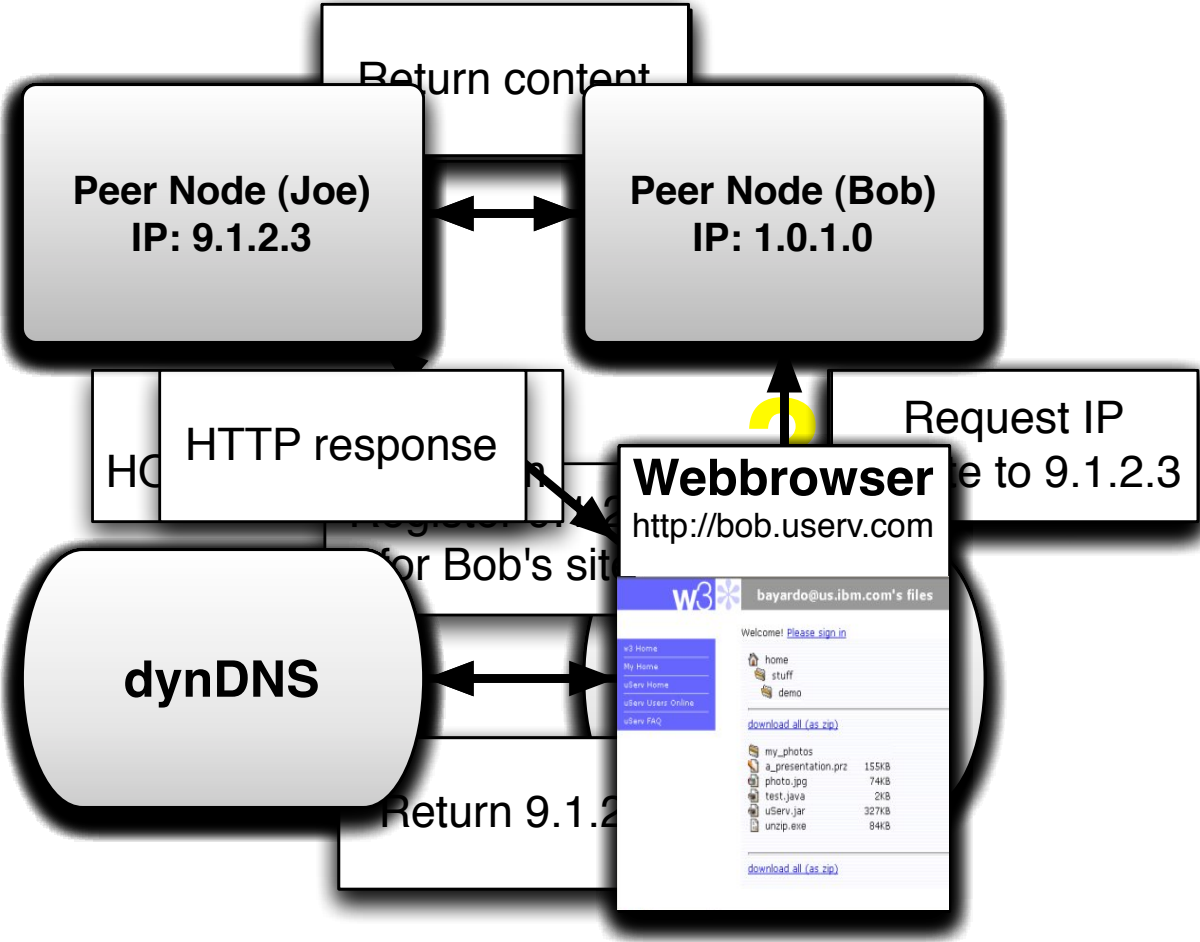 Return content
Peer Node (Joe)
IP: 9.1.2.3
Peer Node (Bob)
IP: 1.0.1.0
HTTP response
Request IP
to 9.1.2.3
for Bob's site
Webbrowser
http://bob.userv.com
dynDNS
Return 9.1.2
w3
bayardo@us.ibm.com's files
Welcome! Please sign in
w3 Home
My Home
uServ Home
uServ Users Online
uServ FAQ
home
stuff
demo
download all (as zip)
my_photos
a_presentation.prz 155KB
photo.jpg 74KB
test.java 2KB
uServ.jar 327KB
unzip.exe 84KB
download all (as zip)